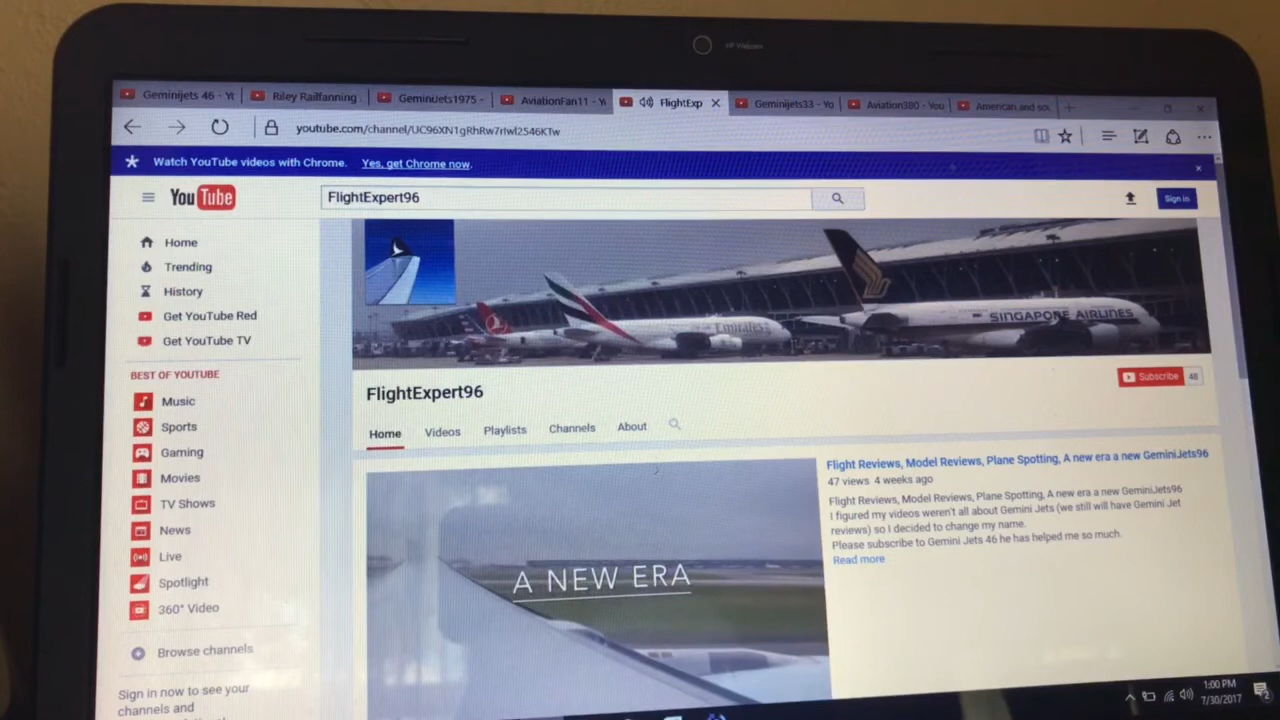 HP Webcam
Geminijets 46 - Yt
Riley Railfanning
GeminiJets1975 -
AviationFan11 - Y
FlightExp
Geminijets33 - Yo
Aviation380 - You
American and sou
youtube.com/channel/
Watch YouTube videos with Chrome. Yes, get Chrome now.
YouTube
FlightExpert96
Sign in
Home
Trending
History
Get YouTube Red
Get YouTube TV
BEST OF YOUTUBE
Music
Sports
Gaming
Movies
TV Shows
News
Live
Spotlight
360° Video
Browse channels
Sign in now to see your
channels and
Emirates
SINGAPORE AIRLINES
FlightExpert96
Subscribe 48
Home Videos Playlists Channels About
A NEW ERA
Flight Reviews, Model Reviews, Plane Spotting, A new era a new GeminiJets96
47 views 4 weeks ago
Flight Reviews, Model Reviews, Plane Spotting, A new era a new GeminiJets96
I figured my videos weren't all about Gemini Jets (we still will have Gemini Jet
reviews) so I decided to change my name.
Please subscribe to Gemini Jets 46 he has helped me so much.
Read more
1:00 PM
7/30/2017
2